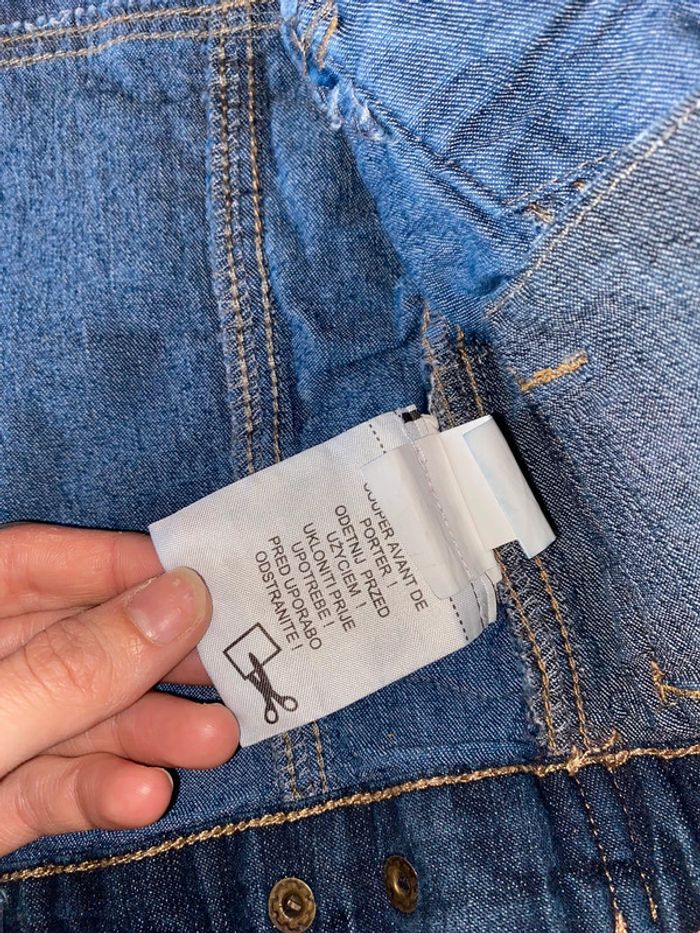 COUPER AVANT DE
PORTER !
ODETNIJ PRZED
UŻYCIEM !
UKLONITI PRIJE
UPOTREBE !
PRED UPORABO
ODSTRANITE !